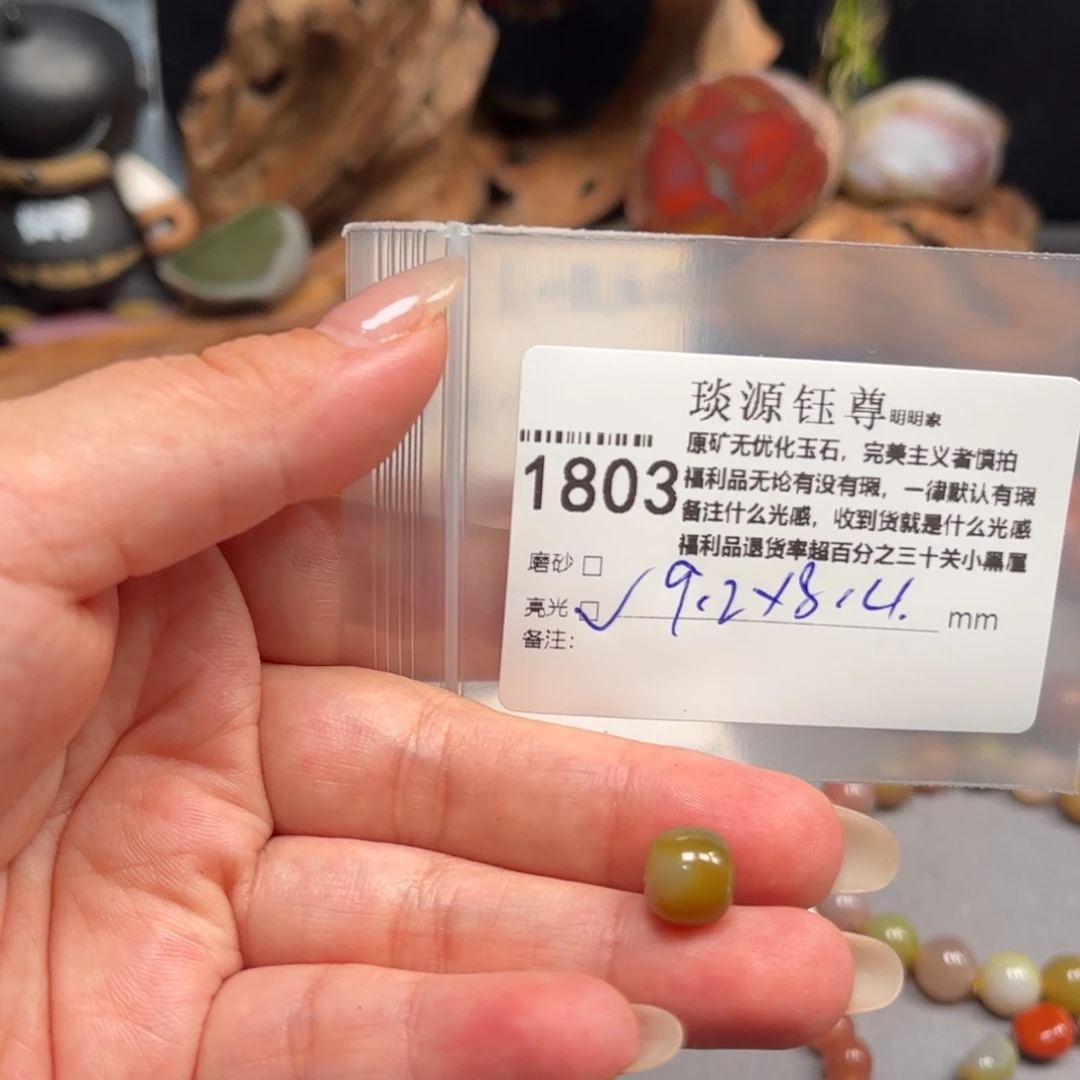 琰源钰尊明明家
原矿无优化玉石，完美主义者慎拍
1803
福利品无论有没有瑕，一律默认有瑕
备注什么光感，收到货就是什么光感
福利品退货率超百分之三十关小黑屋
磨砂 □
亮光 □✓ 9.2×8.4. mm
备注：